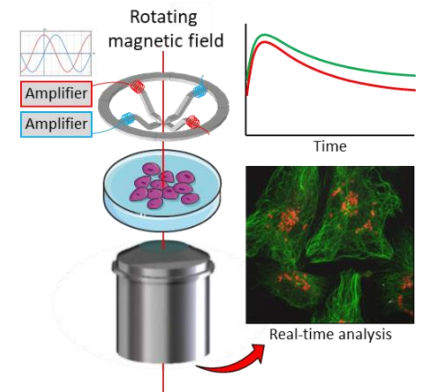 Rotating
magnetic field
Amplifier
Amplifier
Time
Real-time analysis